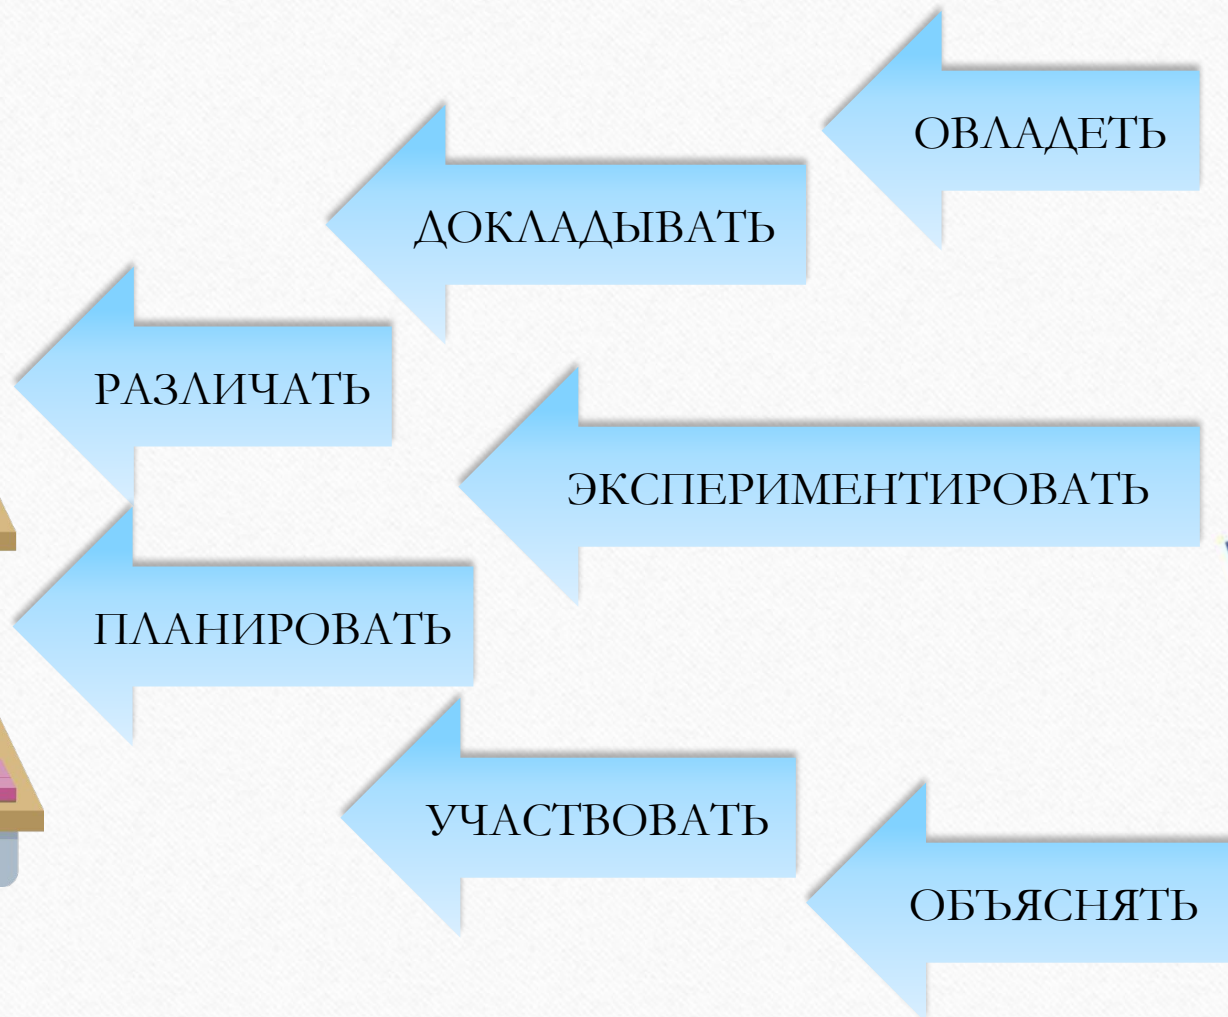 ОВЛАДЕТЬ
ДОКЛАДЫВАТЬ
РАЗЛИЧАТЬ
ЭКСПЕРИМЕНТИРОВАТЬ
ПЛАНИРОВАТЬ
УЧАСТВОВАТЬ
ОБЪЯСНЯТЬ